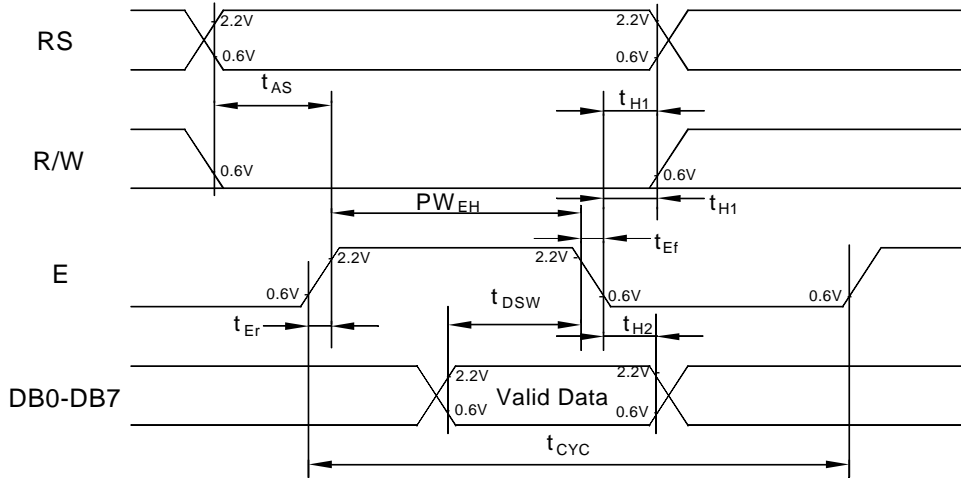 RS
2.2V
2.2V
0.6V
0.6V
tAS
tH1
R/W
0.6V
0.6V
PWEH
tH1
tEf
E
2.2V
2.2V
0.6V
0.6V
0.6V
tDSW
tEr
tH2
DB0-DB7
2.2V
Valid Data
2.2V
0.6V
0.6V
tCYC